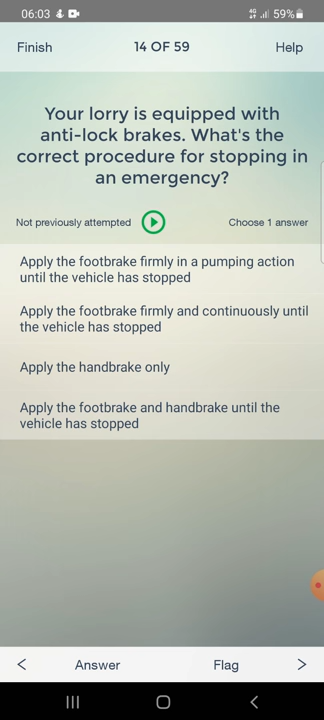 06:03 4G 59%
Finish 14 OF 59 Help
Your lorry is equipped with
anti-lock brakes. What's the
correct procedure for stopping in
an emergency?
Not previously attempted Choose 1 answer
Apply the footbrake firmly in a pumping action
until the vehicle has stopped
Apply the footbrake firmly and continuously until
the vehicle has stopped
Apply the handbrake only
Apply the footbrake and handbrake until the
vehicle has stopped
< Answer Flag >